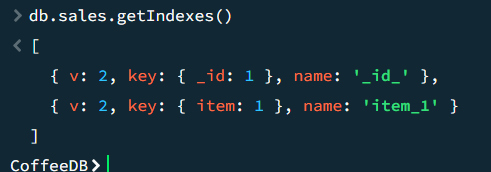 > db.sales.getIndexes()
< [
{ v: 2, key: { _id: 1 }, name: '_id_' },
{ v: 2, key: { item: 1 }, name: 'item_1' }
]
CoffeeDB>